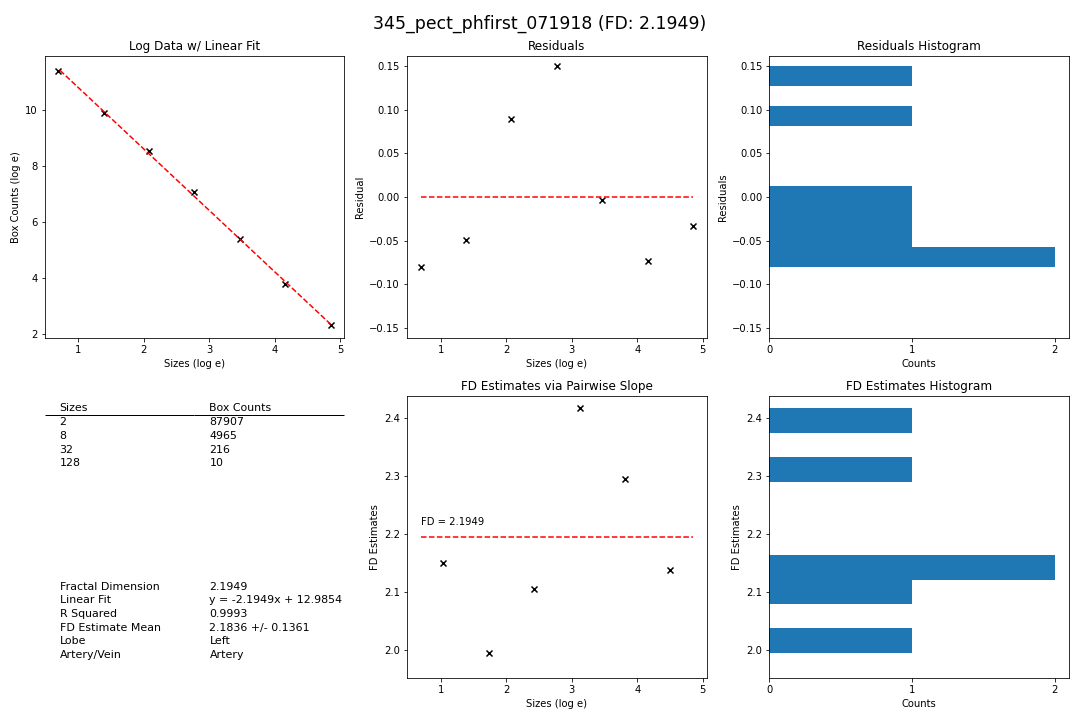 345_pect_phfirst_071918 (FD: 2.1949)
Log Data w/ Linear Fit
Box Counts (log e)
10
8
6
4
2
1 2 3 4 5
Sizes (log e)
Residuals
Residual
0.15
0.10
0.05
0.00
−0.05
−0.10
−0.15
1 2 3 4 5
Sizes (log e)
Residuals Histogram
Residuals
0.15
0.10
0.05
0.00
−0.05
−0.10
−0.15
0 1 2
Counts
Sizes Box Counts
2 87907
8 4965
32 216
128 10
Fractal Dimension 2.1949
Linear Fit y = -2.1949x + 12.9854
R Squared 0.9993
FD Estimate Mean 2.1836 +/- 0.1361
Lobe Left
Artery/Vein Artery
FD Estimates via Pairwise Slope
FD Estimates
2.4
2.3
2.2
2.1
2.0
FD = 2.1949
1 2 3 4 5
Sizes (log e)
FD Estimates Histogram
FD Estimates
2.4
2.3
2.2
2.1
2.0
0 1 2
Counts